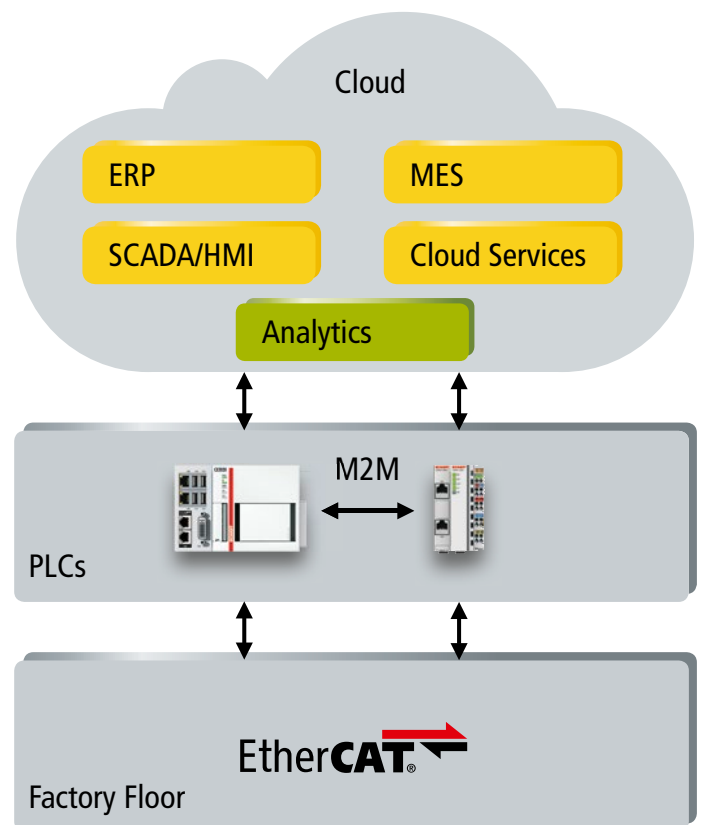 Cloud
ERP
MES
SCADA/HMI
Cloud Services
Analytics
M2M
PLCs
EtherCAT®
Factory Floor